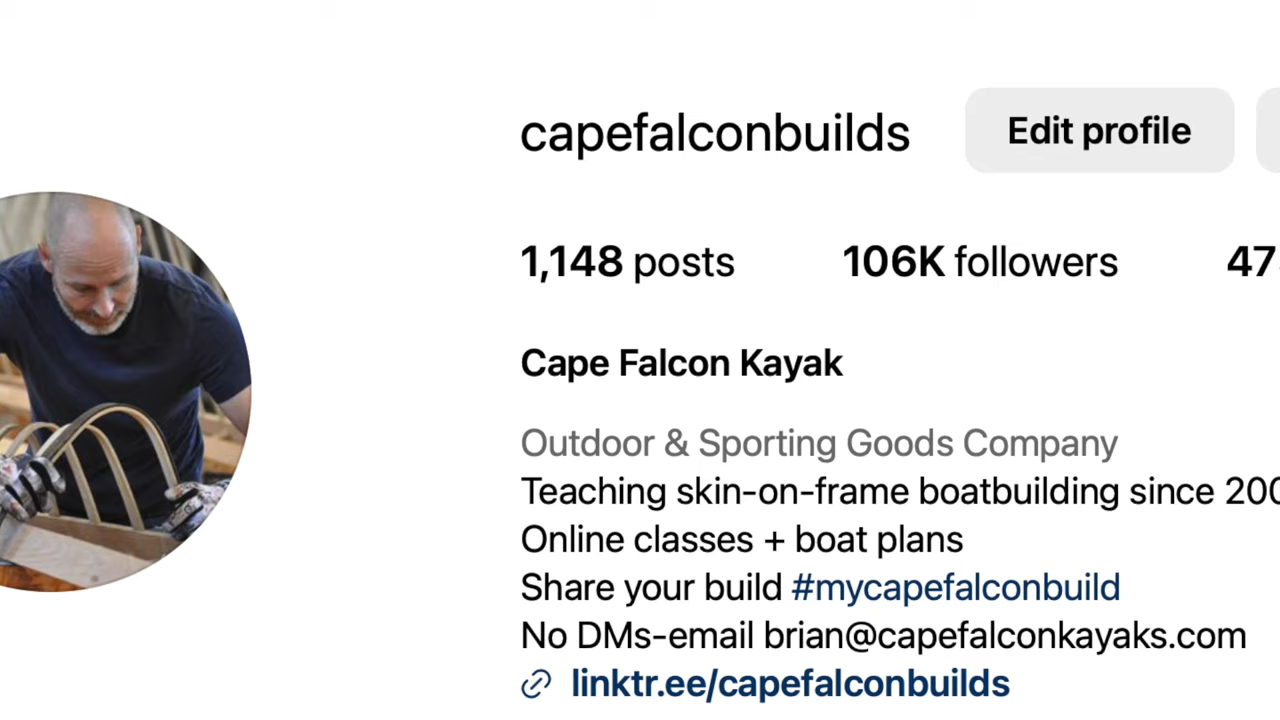 capefalconbuilds Edit profile
1,148 posts 106K followers 47
Cape Falcon Kayak
Outdoor & Sporting Goods Company
Teaching skin-on-frame boatbuilding since 200
Online classes + boat plans
Share your build #mycapefalconbuild
No DMs-email brian@capefalconkayaks.com
linktr.ee/capefalconbuilds